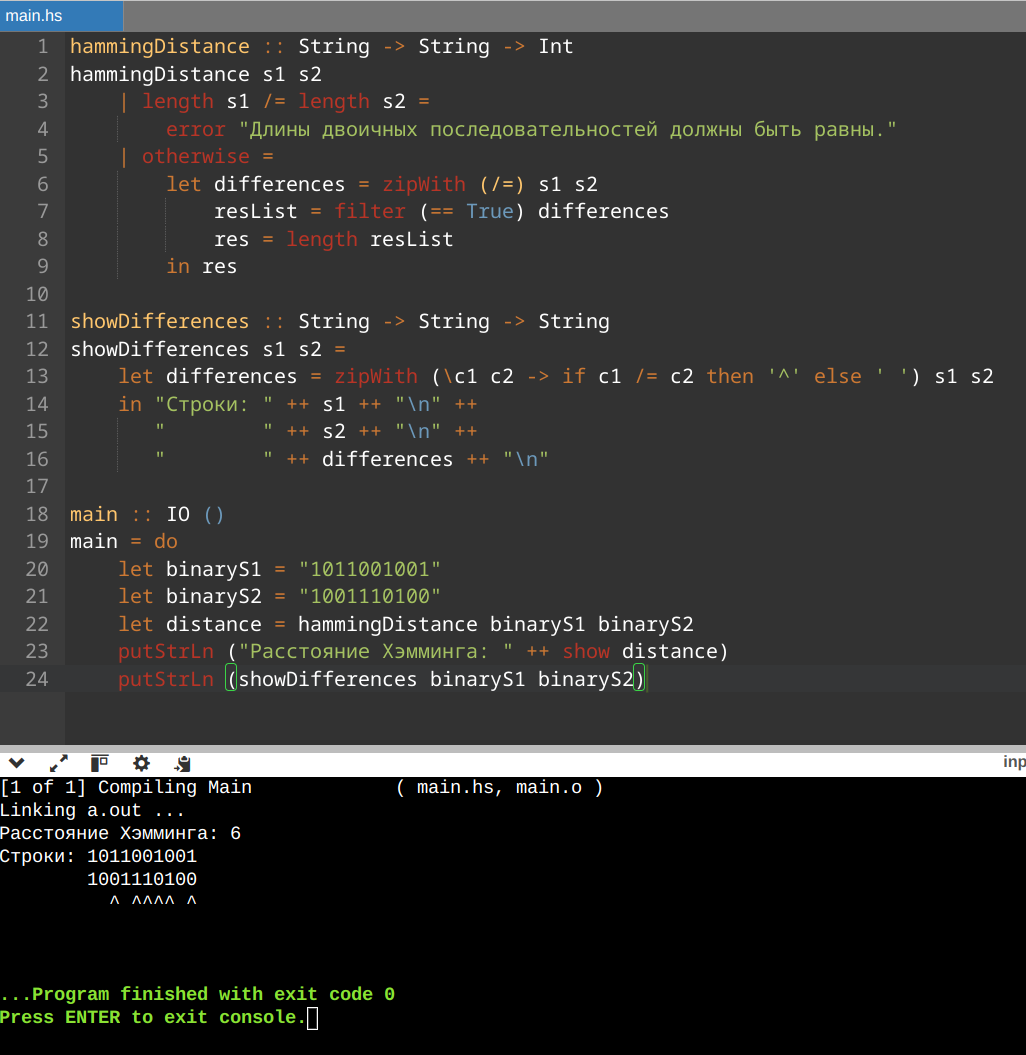 main.hs
1 hammingDistance :: String -> String -> Int
2 hammingDistance s1 s2
3     | length s1 /= length s2 =
4         error "Длины двоичных последовательностей должны быть равны."
5     | otherwise =
6         let differences = zipWith (/=) s1 s2
7             resList = filter (== True) differences
8             res = length resList
9         in res
10
11 showDifferences :: String -> String -> String
12 showDifferences s1 s2 =
13     let differences = zipWith (\c1 c2 -> if c1 /= c2 then '^' else ' ') s1 s2
14     in "Строки: " ++ s1 ++ "\n" ++
15        "        " ++ s2 ++ "\n" ++
16        "        " ++ differences ++ "\n"
17
18 main :: IO ()
19 main = do
20     let binaryS1 = "1011001001"
21     let binaryS2 = "1001110100"
22     let distance = hammingDistance binaryS1 binaryS2
23     putStrLn ("Расстояние Хэмминга: " ++ show distance)
24     putStrLn (showDifferences binaryS1 binaryS2)
inp
[1 of 1] Compiling Main             ( main.hs, main.o )
Linking a.out ...
Расстояние Хэмминга: 6
Строки: 1011001001
        1001110100
          ^ ^^^^ ^
...Program finished with exit code 0
Press ENTER to exit console.